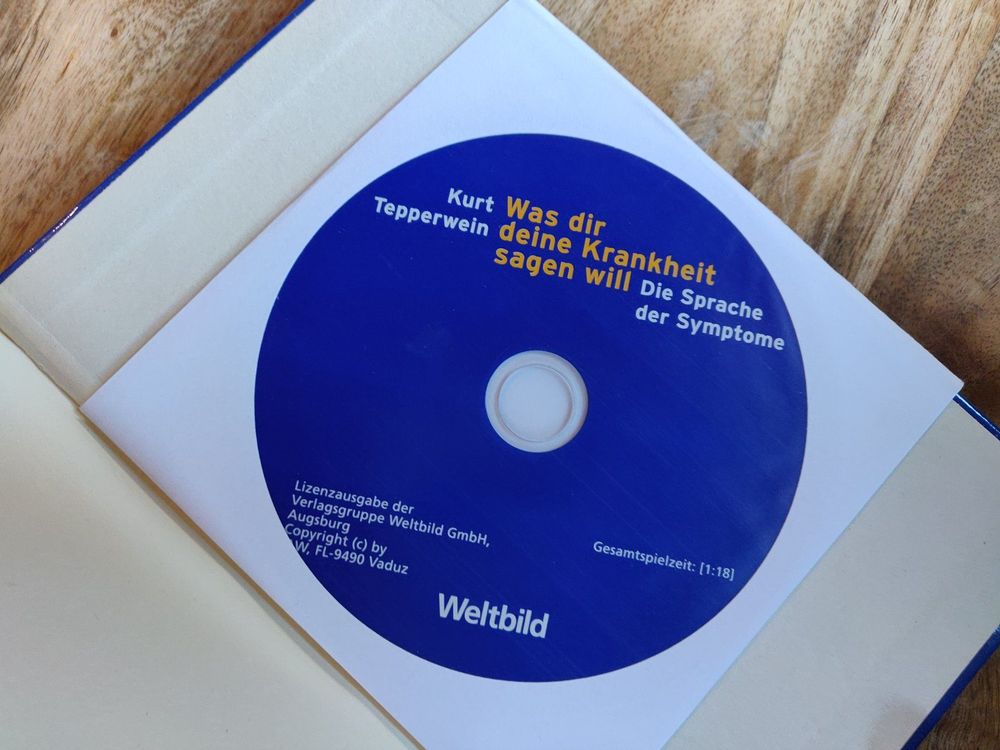 Kurt
Tepperwein
Was dir
deine Krankheit
sagen will
Die Sprache
der Symptome
Lizenzausgabe der
Verlagsgruppe Weltbild GmbH,
Augsburg
Copyright (c) by
FL-9490 Vaduz
Gesamtspielzeit: [1:18]
Weltbild